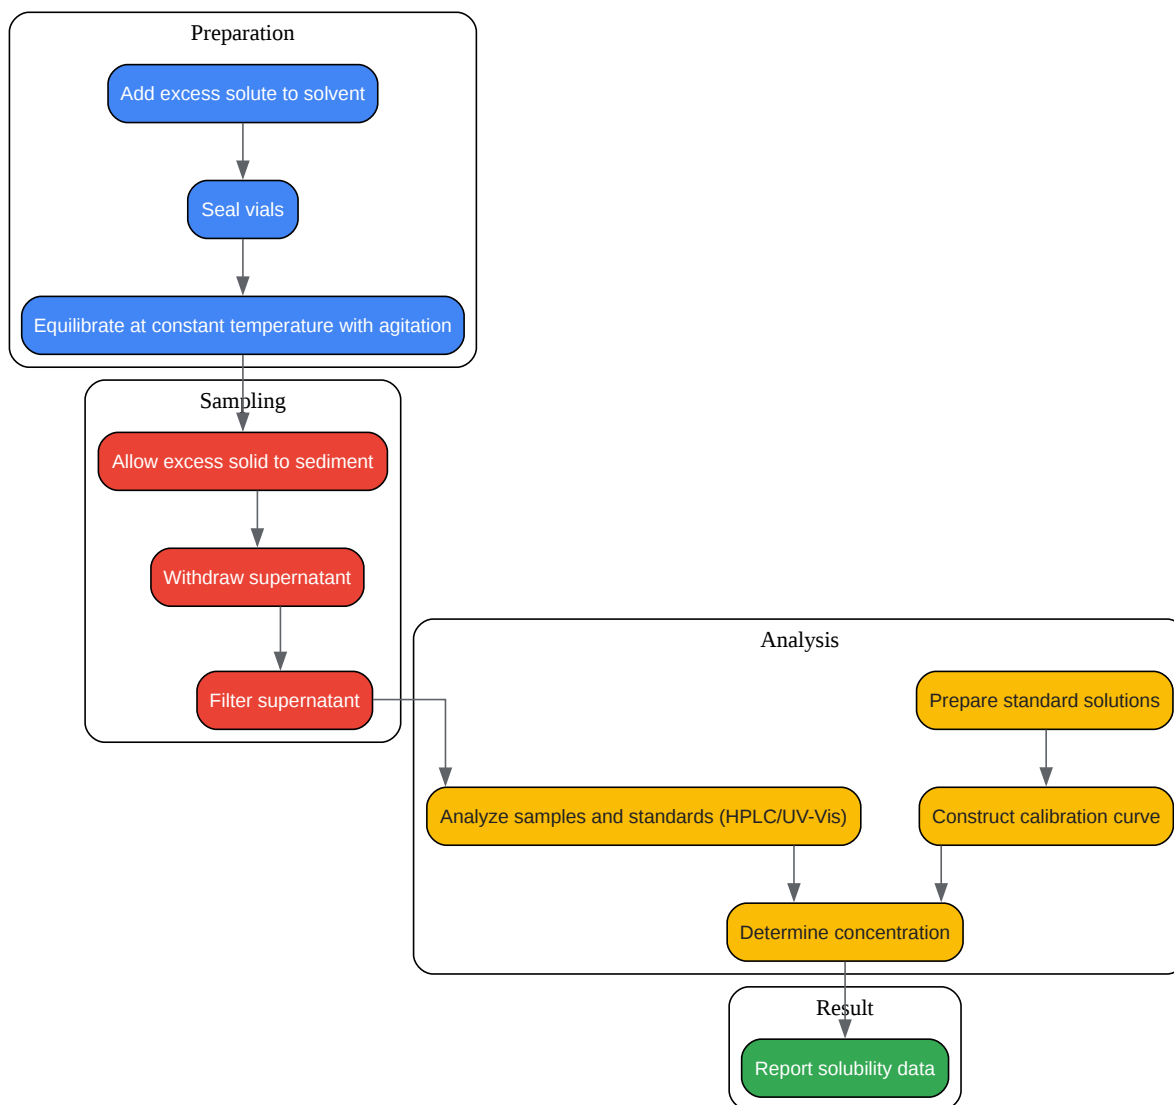 Preparation
Add excess solute to solvent
Seal vials
Equilibrate at constant temperature with agitation
Sampling
Allow excess solid to sediment
Withdraw supernatant
Filter supernatant
Analysis
Prepare standard solutions
Analyze samples and standards (HPLC/UV-Vis)
Construct calibration curve
Determine concentration
Result
Report solubility data